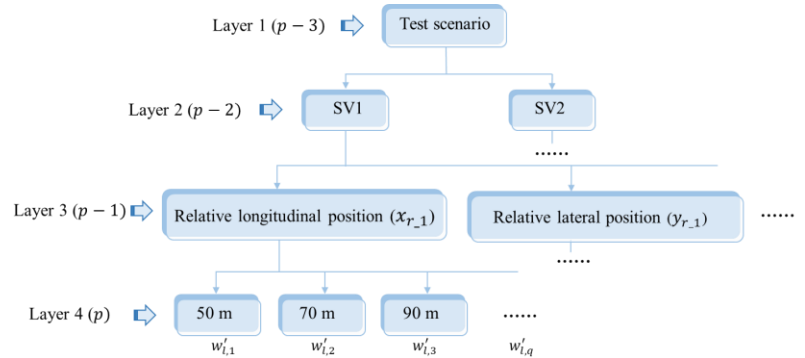 Layer 1 (p − 3) Test scenario
Layer 2 (p − 2) SV1 SV2
......
Layer 3 (p − 1) Relative longitudinal position (x_{r_1}) Relative lateral position (y_{r_1}) ......
......
Layer 4 (p) 50 m 70 m 90 m ......
w'_{l,1} w'_{l,2} w'_{l,3} w'_{l,q}